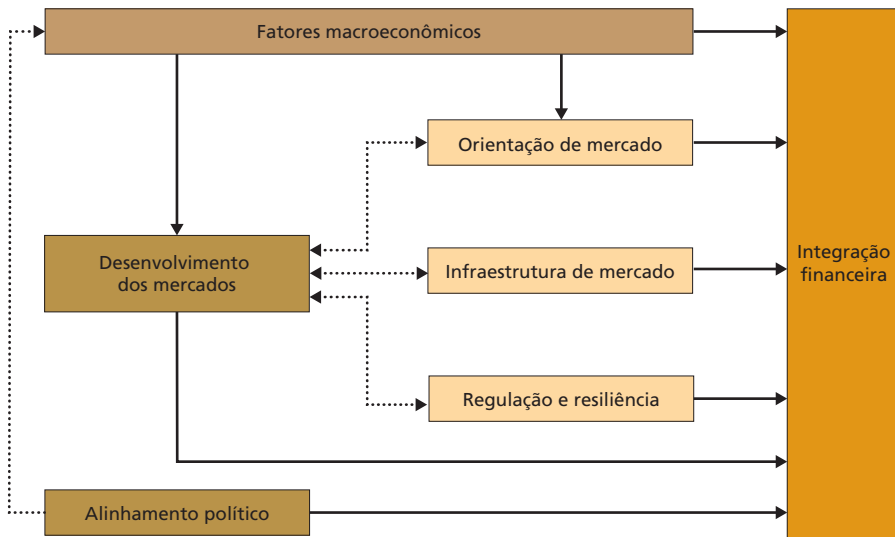 Fatores macroeconômicos
Orientação de mercado
Desenvolvimento
dos mercados
Infraestrutura de mercado
Integração
financeira
Regulação e resiliência
Alinhamento político